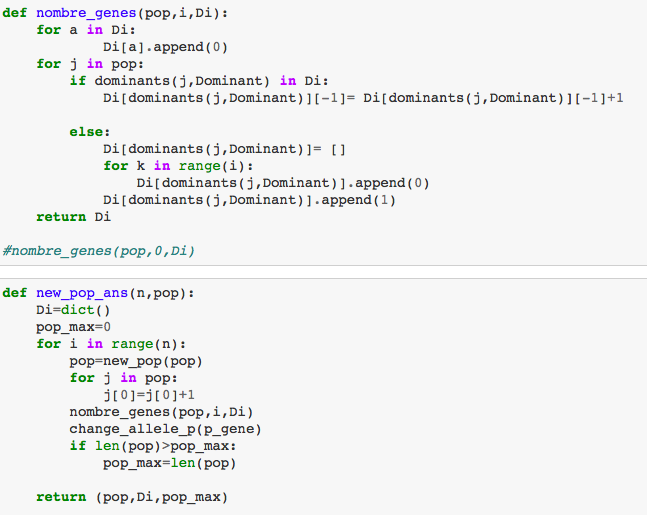 def nombre_genes(pop,i,Di):
    for a in Di:
            Di[a].append(0)
    for j in pop:
        if dominants(j,Dominant) in Di:
            Di[dominants(j,Dominant)][-1]= Di[dominants(j,Dominant)][-1]+1
        else:
            Di[dominants(j,Dominant)]= []
            for k in range(i):
                Di[dominants(j,Dominant)].append(0)
            Di[dominants(j,Dominant)].append(1)
    return Di
#nombre_genes(pop,0,Di)
def new_pop_ans(n,pop):
    Di=dict()
    pop_max=0
    for i in range(n):
        pop=new_pop(pop)
        for j in pop:
            j[0]=j[0]+1
        nombre_genes(pop,i,Di)
        change_allele_p(p_gene)
        if len(pop)>pop_max:
            pop_max=len(pop)
    return (pop,Di,pop_max)